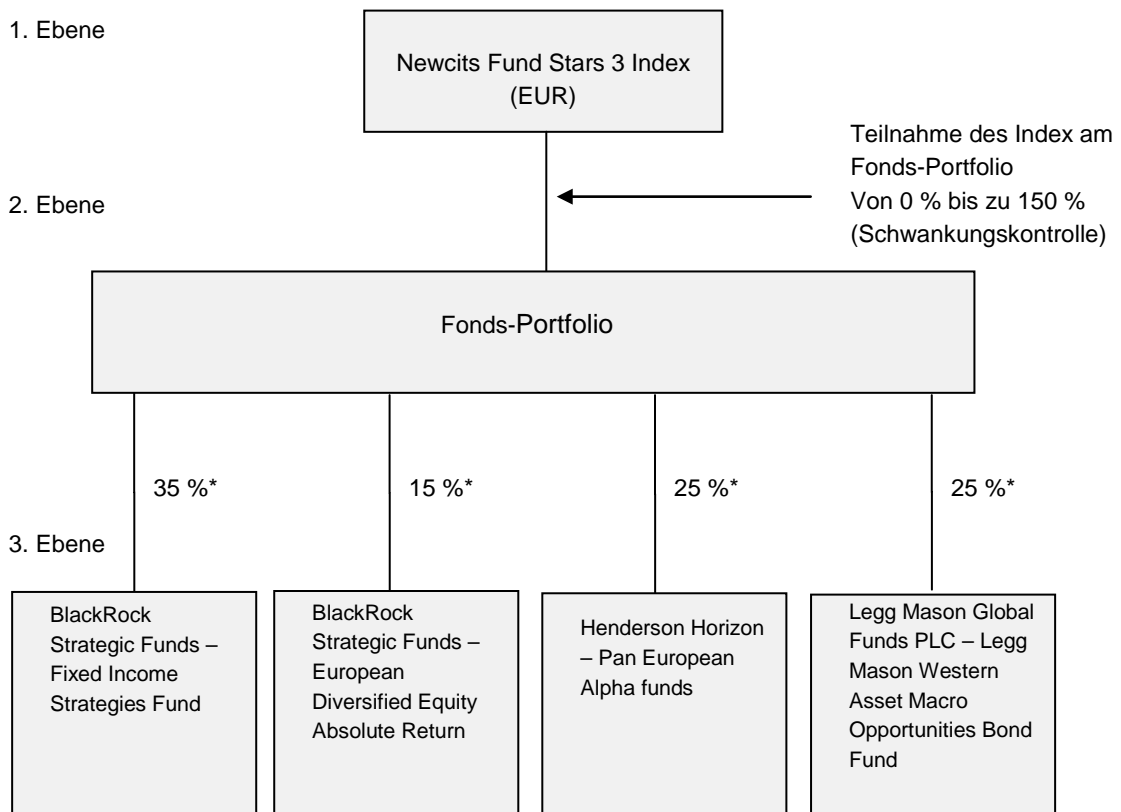 1. Ebene
Newcits Fund Stars 3 Index
(EUR)
Teilnahme des Index am
Fonds-Portfolio
Von 0 % bis zu 150 %
(Schwankungskontrolle)
2. Ebene
Fonds-Portfolio
35 %*
15 %*
25 %*
25 %*
3. Ebene
BlackRock
Strategic Funds –
Fixed Income
Strategies Fund
BlackRock
Strategic Funds –
European
Diversified Equity
Absolute Return
Henderson Horizon
– Pan European
Alpha funds
Legg Mason Global
Funds PLC – Legg
Mason Western
Asset Macro
Opportunities Bond
Fund